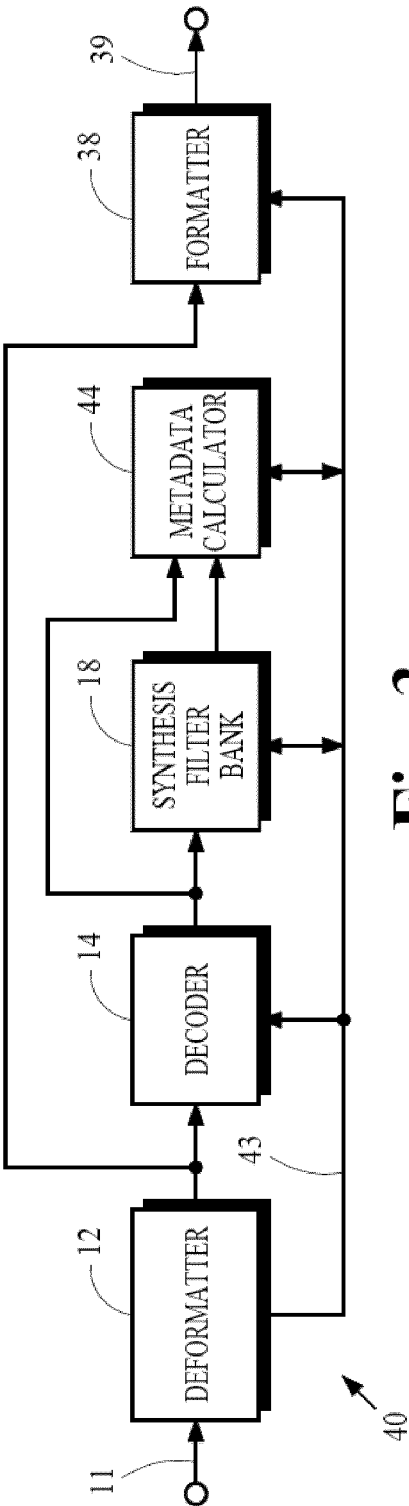 11
12
DEFORMATTER
14
DECODER
18
SYNTHESIS
FILTER
BANK
44
METADATA
CALCULATOR
38
FORMATTER
39
43
40